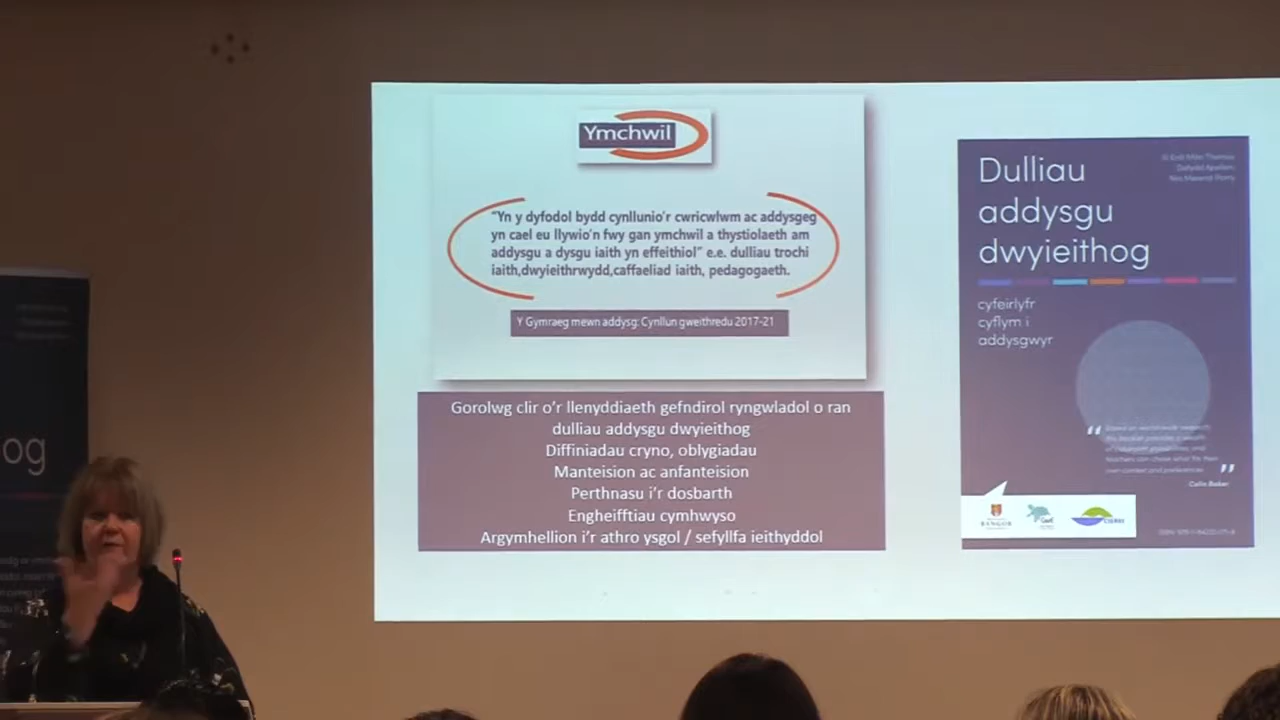 Ymchwil
"Yn y dyfodol bydd cynllunio'r cwricwlwm ac addysgeg
yn cael eu llywio'n fwy gan ymchwil a thystiolaeth am
addysgu a dysgu iaith yn effeithiol" e.e. dulliau trochi
iaith,dwyieithrwydd,caffaeliad iaith, pedagogaeth.
Y Gymraeg mewn addysg: Cynllun gweithredu 2017-21
Gorolwg clir o'r llenyddiaeth gefndirol ryngwladol o ran
dulliau addysgu dwyieithog
Diffiniadau cryno, oblygiadau
Manteision ac anfanteision
Perthnasu i'r dosbarth
Engheifftiau cymhwyso
Argymhellion i'r athro ysgol / sefyllfa ieithyddol
Dulliau
addysgu
dwyieithog
cyfeirlyfr
cyflym i
addysgwyr
Colin Baker
BANGOR
og